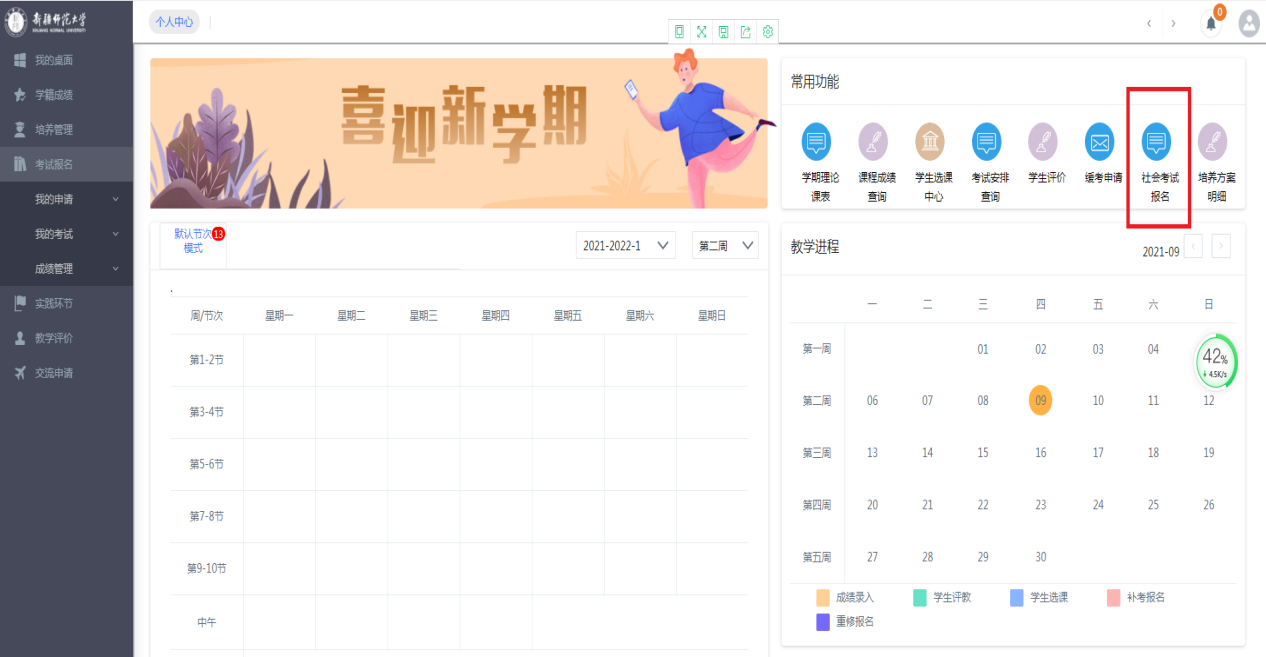 新疆师范大学
XINJIANG NORMAL UNIVERSITY
个人中心
0
我的桌面
学籍成绩
培养管理
考试报名
我的申请
我的考试
成绩管理
实践环节
教学评价
交流申请
喜迎新学期
常用功能
学期理论
课表
课程成绩
查询
学生选课
中心
考试安排
查询
学生评价
缓考申请
社会考试
报名
培养方案
明细
默认节次
模式
13
2021-2022-1
第二周
.
周/节次 星期一 星期二 星期三 星期四 星期五 星期六 星期日
第1-2节
第3-4节
第5-6节
第7-8节
第9-10节
中午
教学进程
2021-09
一 二 三 四 五 六 日
第一周 01 02 03 04
42%
4.5K/s
第二周 06 07 08 09 10 11 12
第三周 13 14 15 16 17 18 19
第四周 20 21 22 23 24 25 26
第五周 27 28 29 30
成绩录入 学生评教 学生选课 补考报名
重修报名